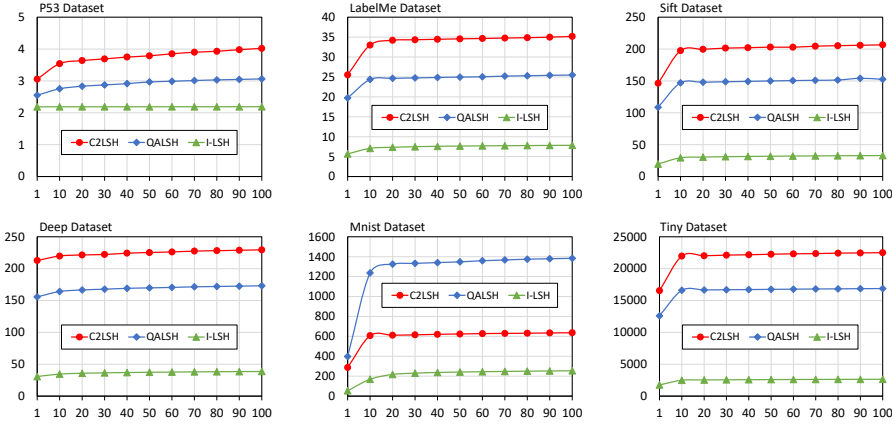 P53 Dataset
5
4
3
2
1
0
C2LSH QALSH I-LSH
1 10 20 30 40 50 60 70 80 90 100
LabelMe Dataset
40
35
30
25
20
15
10
5
0
C2LSH QALSH I-LSH
1 10 20 30 40 50 60 70 80 90 100
Sift Dataset
250
200
150
100
50
0
C2LSH QALSH I-LSH
1 10 20 30 40 50 60 70 80 90 100
Deep Dataset
250
200
150
100
50
0
C2LSH QALSH I-LSH
1 10 20 30 40 50 60 70 80 90 100
Mnist Dataset
1600
1400
1200
1000
800
600
400
200
0
C2LSH QALSH I-LSH
1 10 20 30 40 50 60 70 80 90 100
Tiny Dataset
25000
20000
15000
10000
5000
0
C2LSH QALSH I-LSH
1 10 20 30 40 50 60 70 80 90 100